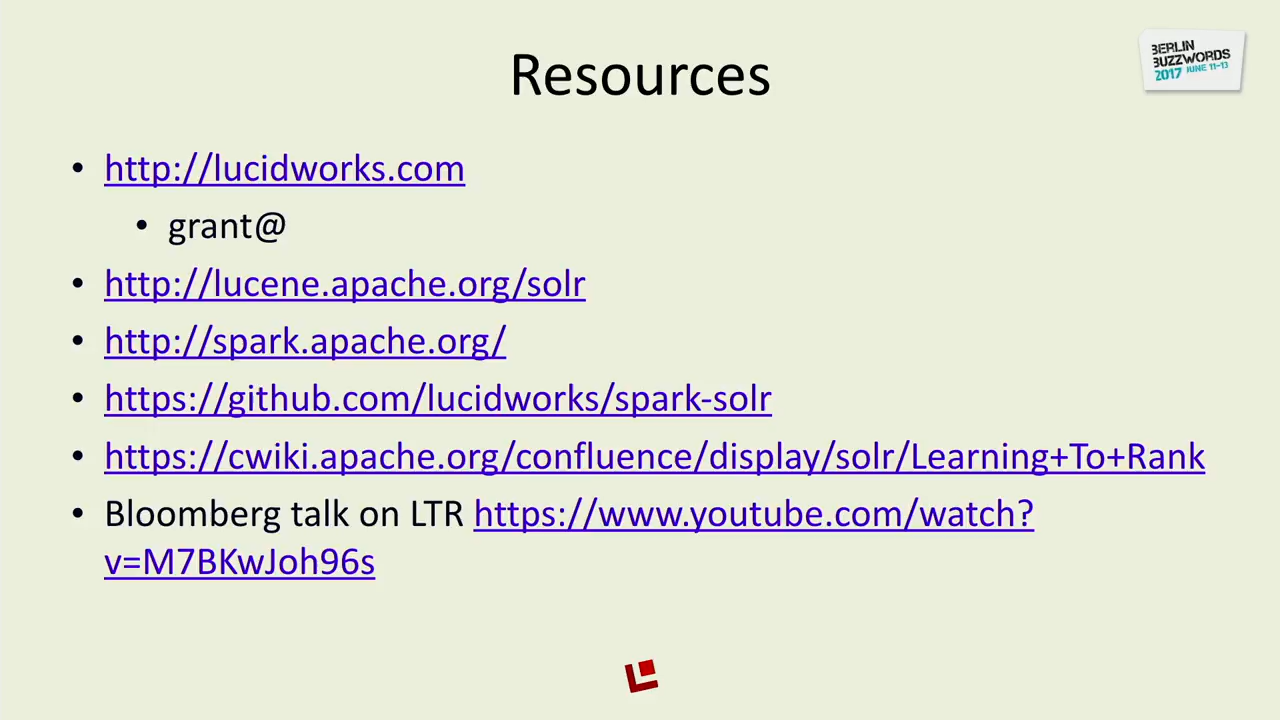 Resources
BERLIN
BUZZWORDS
2017 JUNE 11-13
• http://lucidworks.com
• grant@
• http://lucene.apache.org/solr
• http://spark.apache.org/
• https://github.com/lucidworks/spark-solr
• https://cwiki.apache.org/confluence/display/solr/Learning+To+Rank
• Bloomberg talk on LTR https://www.youtube.com/watch?
v=M7BKwJoh96s